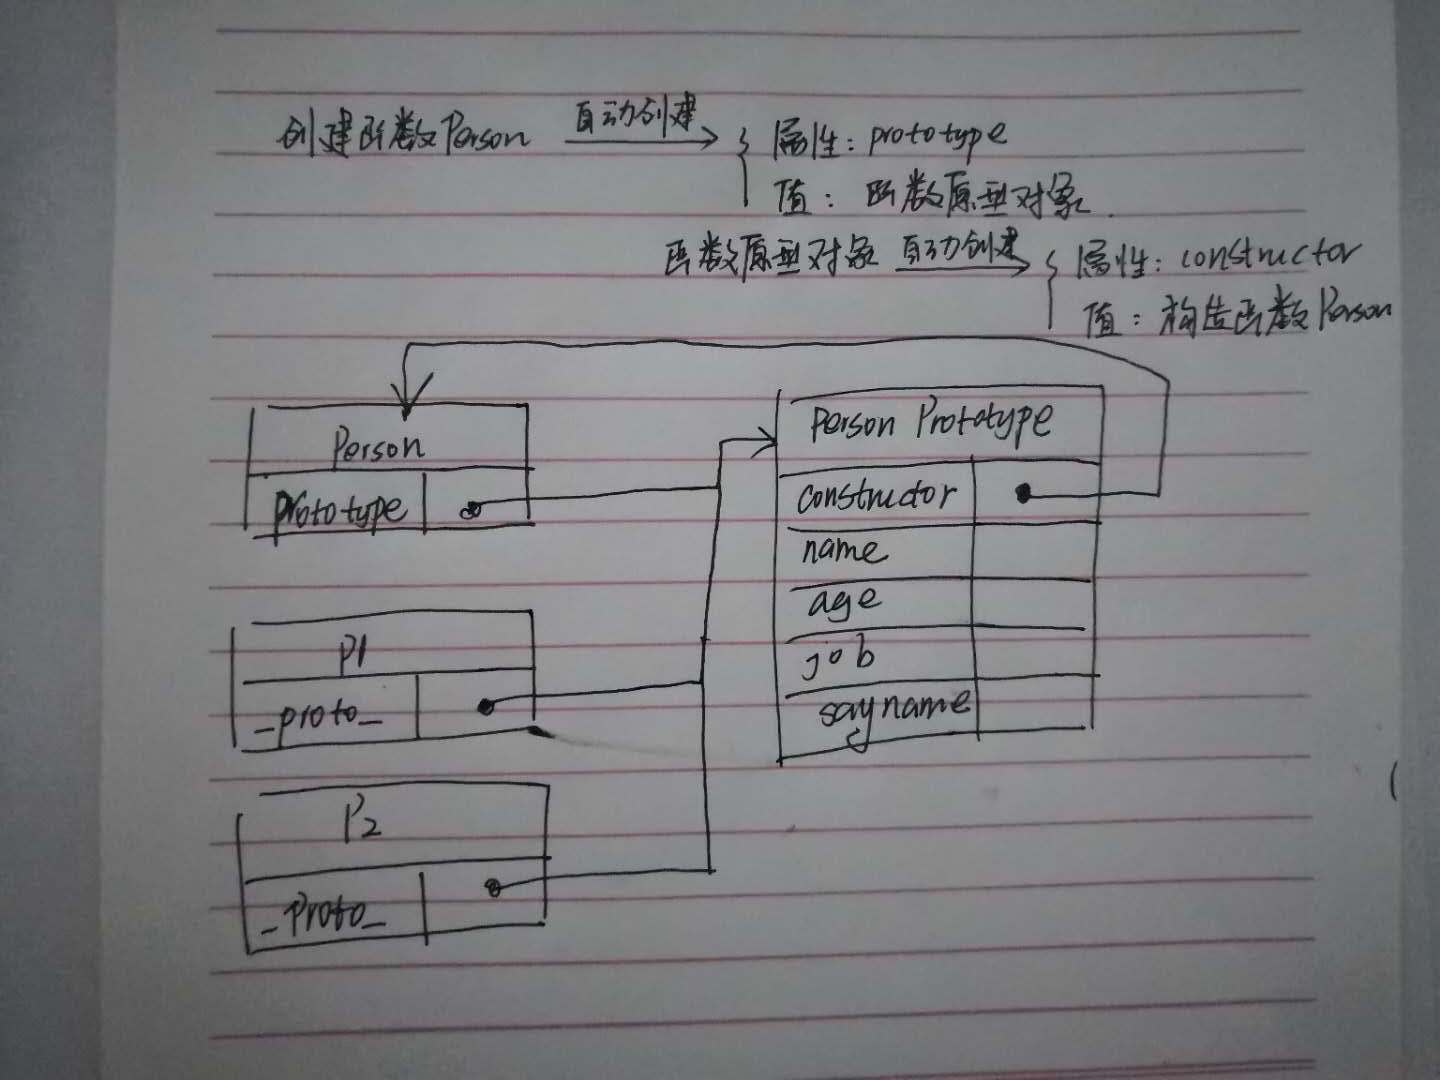 创建函数Person 自动创建 { 属性: prototype
值: 函数原型对象.
函数原型对象 自动创建 { 属性: constructor
值: 构造函数Person
Person
prototype
Person Prototype
constructor
name
age
job
sayname
P1
_proto_
P2
_Proto_